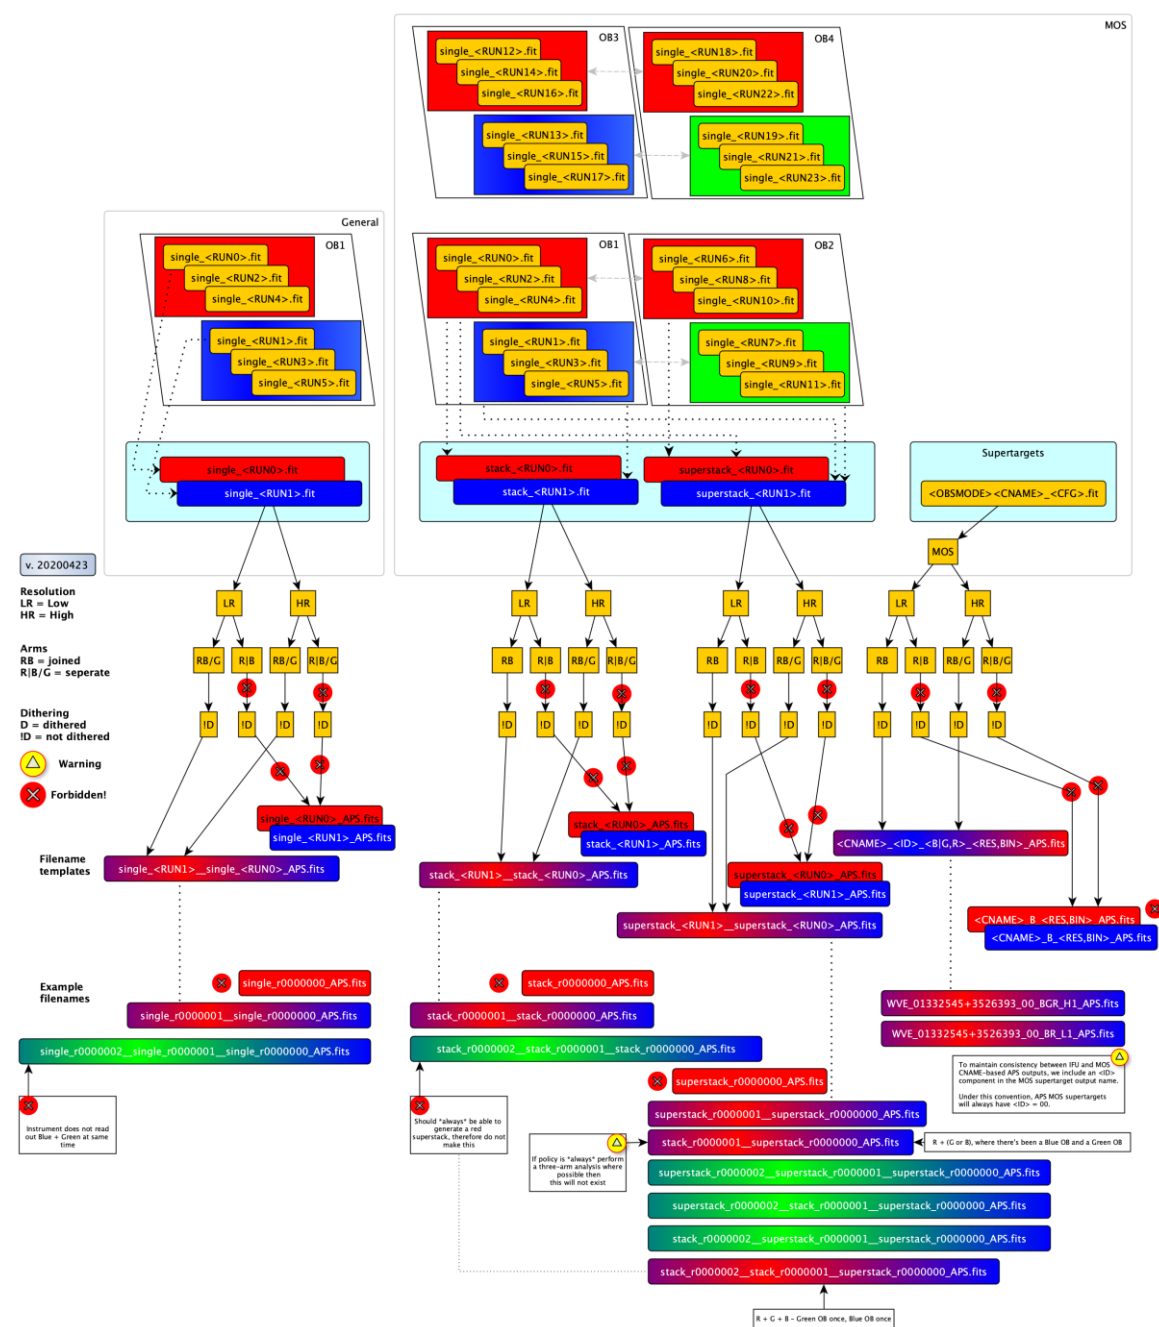 MOS
OB3
single_<RUN12>.fit
single_<RUN14>.fit
single_<RUN16>.fit
single_<RUN13>.fit
single_<RUN15>.fit
single_<RUN17>.fit
OB4
single_<RUN18>.fit
single_<RUN20>.fit
single_<RUN22>.fit
single_<RUN19>.fit
single_<RUN21>.fit
single_<RUN23>.fit
General
OB1
single_<RUN0>.fit
single_<RUN2>.fit
single_<RUN4>.fit
single_<RUN1>.fit
single_<RUN3>.fit
single_<RUN5>.fit
OB1
single_<RUN0>.fit
single_<RUN2>.fit
single_<RUN4>.fit
single_<RUN1>.fit
single_<RUN3>.fit
single_<RUN5>.fit
OB2
single_<RUN6>.fit
single_<RUN8>.fit
single_<RUN10>.fit
single_<RUN7>.fit
single_<RUN9>.fit
single_<RUN11>.fit
single_<RUN0>.fit
single_<RUN1>.fit
stack_<RUN0>.fit
stack_<RUN1>.fit
superstack_<RUN0>.fit
superstack_<RUN1>.fit
Supertargets
<OBSMODE><CNAME>_<CFG>.fit
MOS
v. 20200423
Resolution
LR = Low
HR = High
LR HR LR HR LR HR LR HR
Arms
RB = joined
R|B/G = seperate
RB/G R|B RB/G R|B/G RB R|B RB/G R|B/G RB R|B RB/G R|B/G RB R|B RB/G R|B/G
Dithering
D = dithered
!D = not dithered
!D !D !D !D !D !D !D !D !D !D !D !D !D !D !D !D
Warning
Forbidden!
Filename
templates
single_<RUN0>_APS.fits
single_<RUN1>_APS.fits
single_<RUN1>__single_<RUN0>_APS.fits
stack_<RUN0>_APS.fits
stack_<RUN1>_APS.fits
stack_<RUN1>__stack_<RUN0>_APS.fits
superstack_<RUN0>_APS.fits
superstack_<RUN1>_APS.fits
superstack_<RUN1>__superstack_<RUN0>_APS.fits
<CNAME>_<ID>_<B|G,R>_<RES,BIN>_APS.fits
<CNAME>_B_<RES,BIN>_APS.fits
<CNAME>_B_<RES,BIN>_APS.fits
Example
filenames
single_r0000000_APS.fits
single_r0000001__single_r0000000_APS.fits
single_r0000002__single_r0000001__single_r0000000_APS.fits
Instrument does not read
out Blue + Green at same
time
stack_r0000000_APS.fits
stack_r0000001__stack_r0000000_APS.fits
stack_r0000002__stack_r0000001__stack_r0000000_APS.fits
Should *always* be able to
generate a red
superstack, therefore do not
make this
WVE_01332545+3526393_00_BGR_H1_APS.fits
WVE_01332545+3526393_00_BR_L1_APS.fits
To maintain consistency between IFU and MOS
CNAME-based APS outputs, we include an <ID>
component in the MOS supertarget output name.
Under this convention, APS MOS supertargets
will always have <ID> = 00.
superstack_r0000000_APS.fits
superstack_r0000001__superstack_r0000000_APS.fits
stack_r0000001__superstack_r0000000_APS.fits
R + (G or B), where there's been a Blue OB and a Green OB
If policy is *always* perform
a three-arm analysis where
possible then
this will not exist
superstack_r0000002__superstack_r0000001__superstack_r0000000_APS.fits
superstack_r0000002__stack_r0000001__superstack_r0000000_APS.fits
stack_r0000002__superstack_r0000001__superstack_r0000000_APS.fits
stack_r0000002__stack_r0000001__superstack_r0000000_APS.fits
R + G + B - Green OB once, Blue OB once